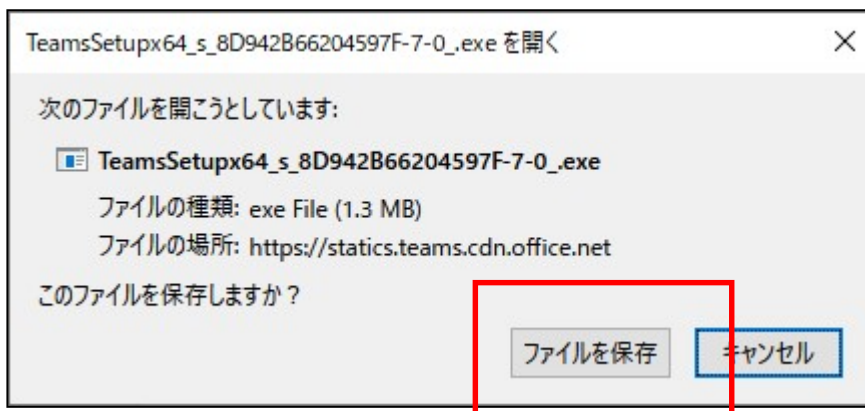 TeamsSetupx64_s_8D942B66204597F-7-0_.exe を開く
次のファイルを開こうとしています:
TeamsSetupx64_s_8D942B66204597F-7-0_.exe
ファイルの種類: exe File (1.3 MB)
ファイルの場所: https://statics.teams.cdn.office.net
このファイルを保存しますか？
ファイルを保存 キャンセル